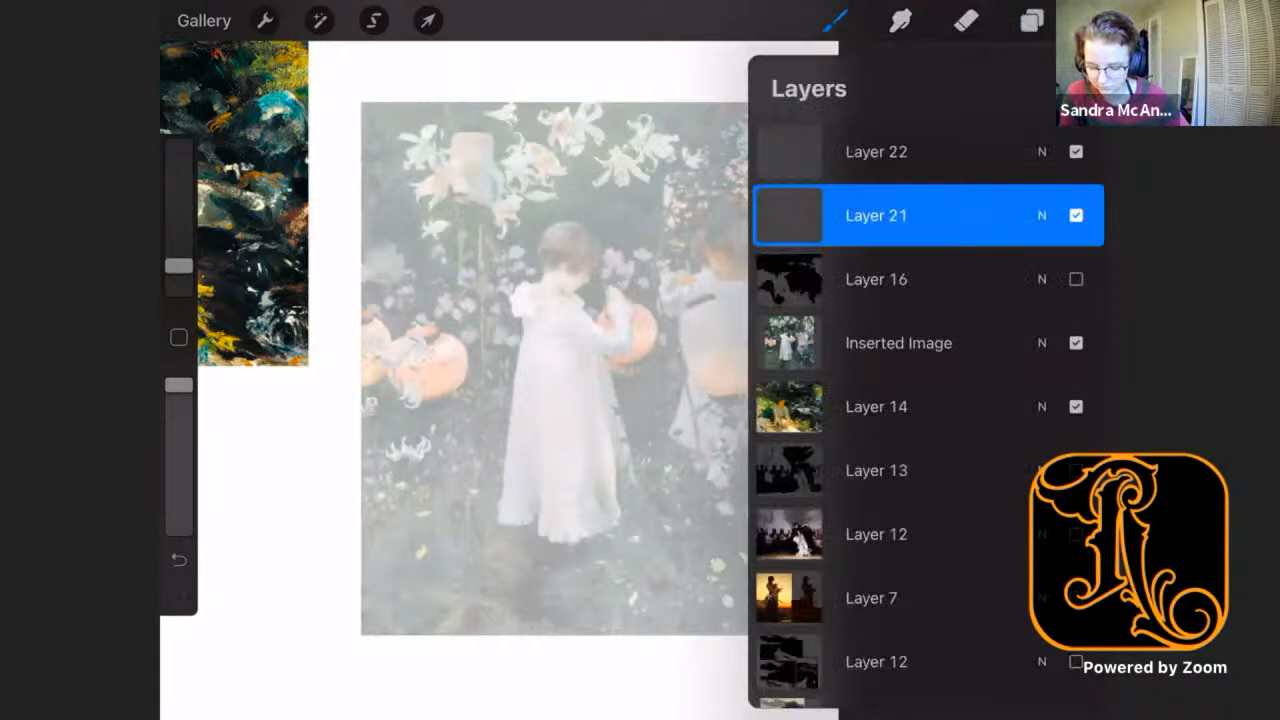 Gallery
Layers
Sandra McAn...
Layer 22 N
Layer 21 N
Layer 16 N
Inserted Image N
Layer 14 N
Layer 13
Layer 12
Layer 7
Layer 12 N
Powered by Zoom